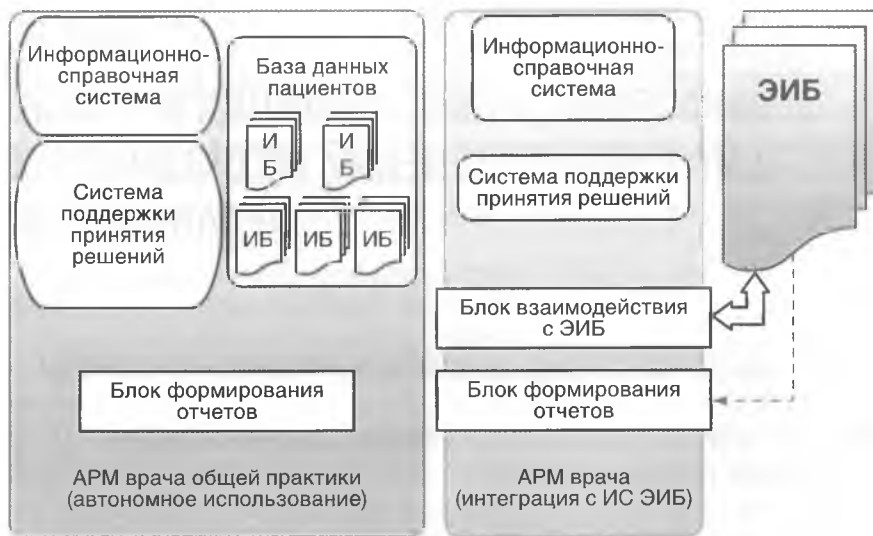 Информационно-
справочная
система
База данных
пациентов
И
Б
И
Б
ИБ
ИБ
ИБ
Система
поддержки
принятия
решений
Блок формирования
отчетов
АРМ врача общей практики
(автономное использование)
Информационно-
справочная
система
Система поддержки
принятия решений
Блок взаимодействия
с ЭИБ
Блок формирования
отчетов
АРМ врача
(интеграция с ИС ЭИБ)
ЭИБ